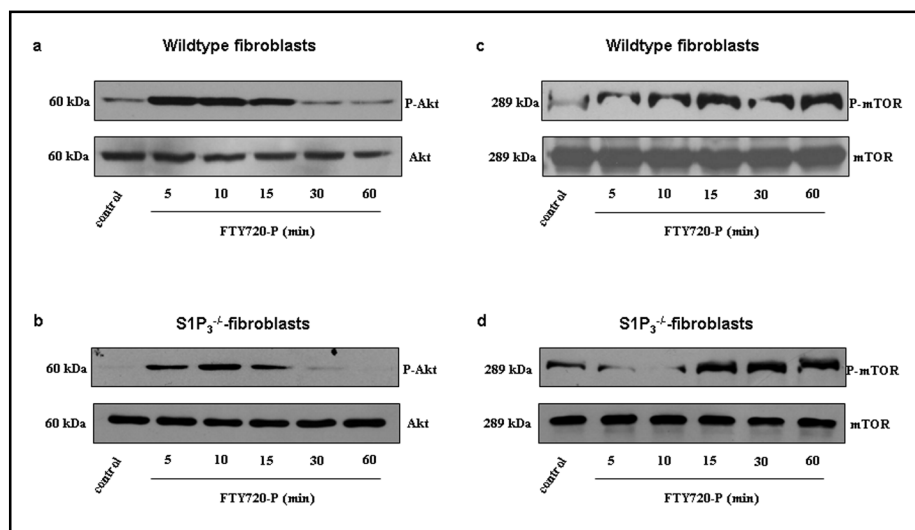 a
Wildtype fibroblasts
60 kDa
P-Akt
60 kDa
Akt
control
5 10 15 30 60
FTY720-P (min)
c
Wildtype fibroblasts
289 kDa
P-mTOR
289 kDa
mTOR
control
5 10 15 30 60
FTY720-P (min)
b
S1P₃⁻/⁻-fibroblasts
60 kDa
P-Akt
60 kDa
Akt
control
5 10 15 30 60
FTY720-P (min)
d
S1P₃⁻/⁻-fibroblasts
289 kDa
P-mTOR
289 kDa
mTOR
control
5 10 15 30 60
FTY720-P (min)